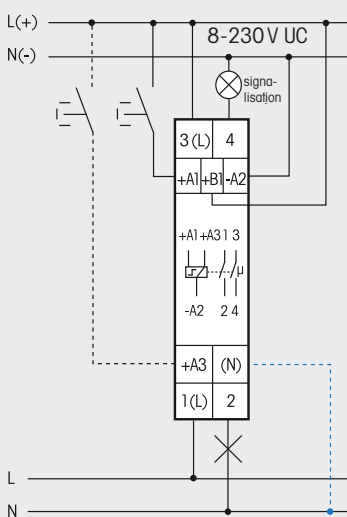 L(+)
8-230 V UC
N(-)
signa-
lisation
3 (L) 4
+A1 +B1 -A2
+A1 +A3 1 3
μ
-A2 2 4
+A3 (N)
1 (L) 2
L
N